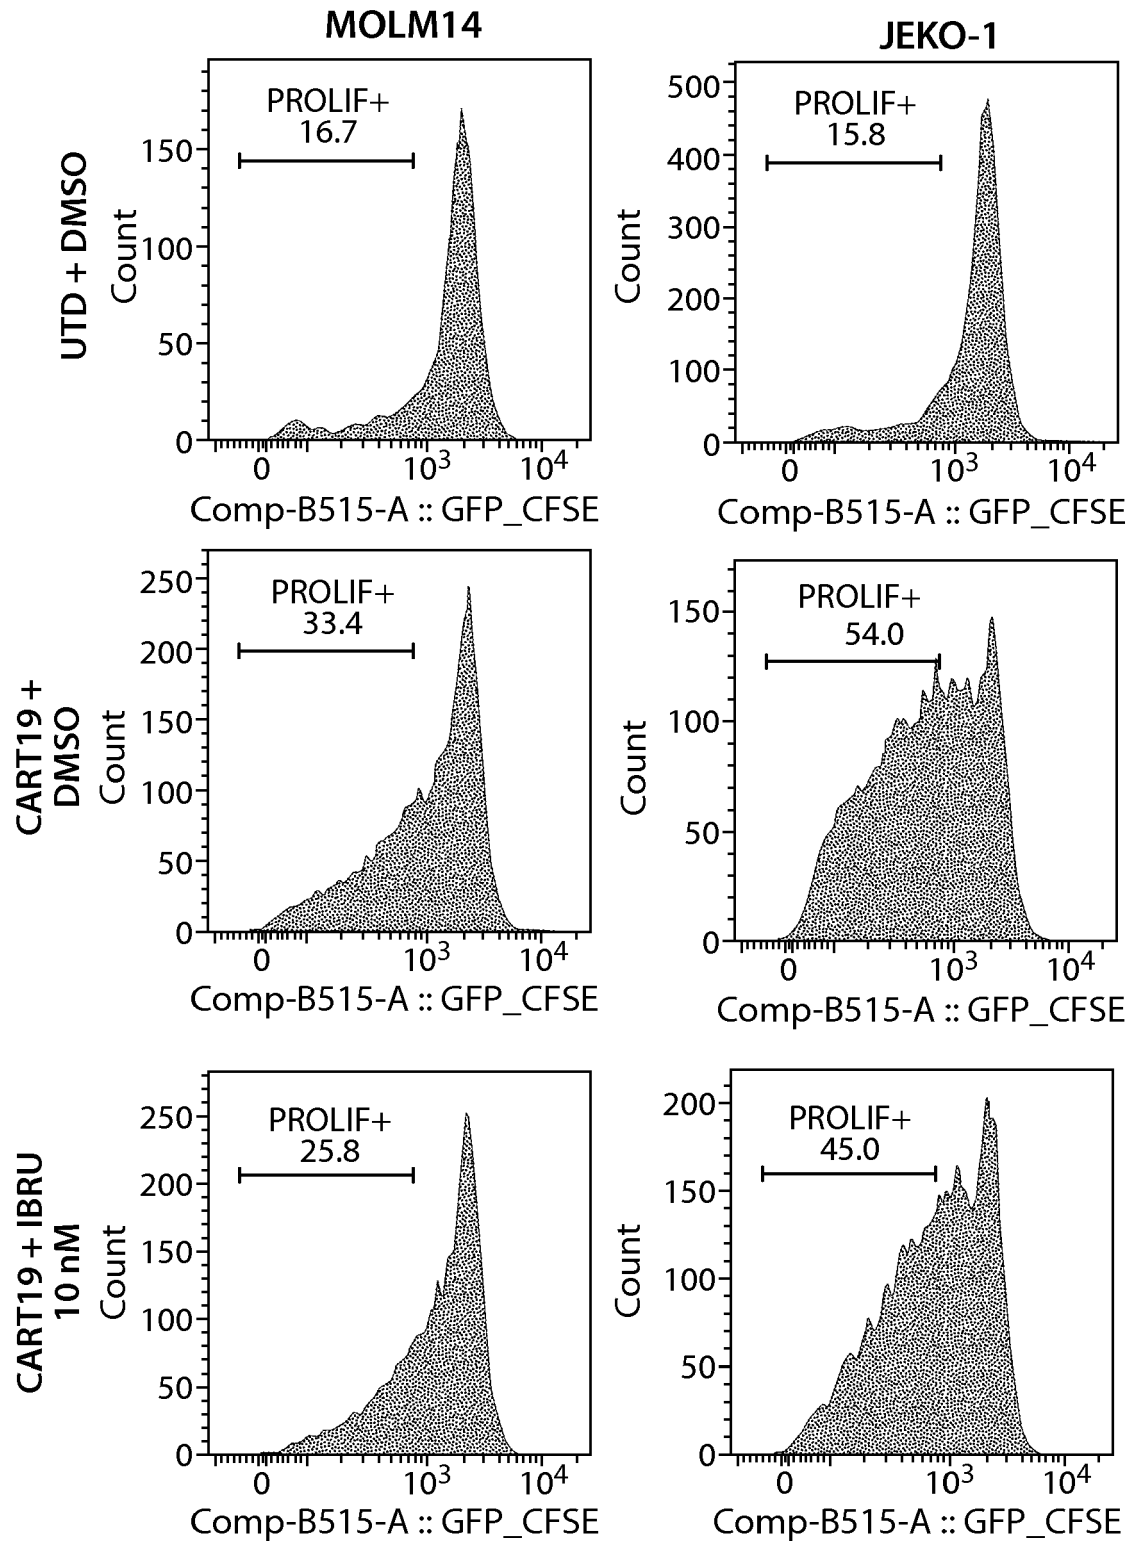 MOLM14
JEKO-1
UTD + DMSO
Count
150
100
50
0
PROLIF+
16.7
0
10³
10⁴
Comp-B515-A :: GFP_CFSE
Count
500
400
300
200
100
0
PROLIF+
15.8
0
10³
10⁴
Comp-B515-A :: GFP_CFSE
CART19 +
DMSO
Count
250
200
150
100
50
0
PROLIF+
33.4
0
10³
10⁴
Comp-B515-A :: GFP_CFSE
Count
150
100
50
0
PROLIF+
54.0
0
10³
10⁴
Comp-B515-A :: GFP_CFSE
CART19 + IBRU
10 nM
Count
250
200
150
100
50
0
PROLIF+
25.8
0
10³
10⁴
Comp-B515-A :: GFP_CFSE
Count
200
150
100
50
0
PROLIF+
45.0
0
10³
10⁴
Comp-B515-A :: GFP_CFSE